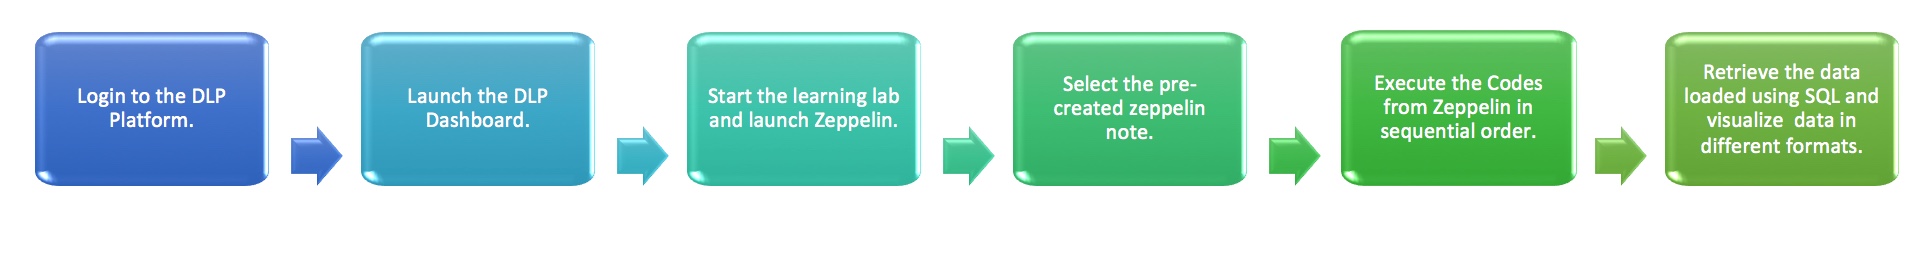 Login to the DLP
Platform.
Launch the DLP
Dashboard.
Start the learning lab
and launch Zeppelin.
Select the pre-
created zeppelin
note.
Execute the Codes
from Zeppelin in
sequential order.
Retrieve the data
loaded using SQL and
visualize  data in
different formats.